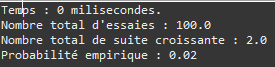 Temps : 0 milisecondes.
Nombre total d'essaies : 100.0
Nombre total de suite croissante : 2.0
Probabilité empirique : 0.02